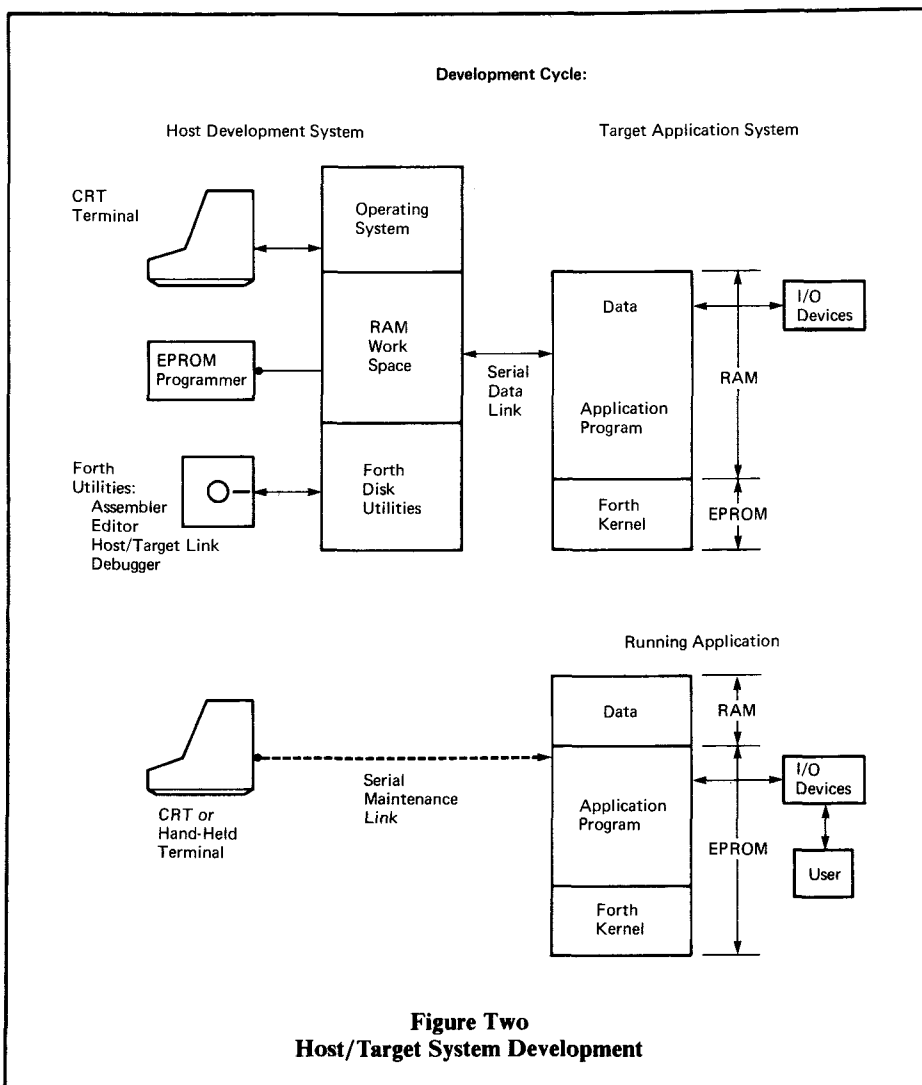 Development Cycle:
Host Development System
Target Application System
CRT
Terminal
Operating
System
RAM
Work
Space
EPROM
Programmer
Forth
Utilities:
Assembler
Editor
Host/Target Link
Debugger
Forth
Disk
Utilities
Serial
Data
Link
Data
Application
Program
Forth
Kernel
RAM
EPROM
I/O
Devices
Running Application
CRT or
Hand-Held
Terminal
Serial
Maintenance
Link
Data
Application
Program
Forth
Kernel
RAM
EPROM
I/O
Devices
User
Figure Two
Host/Target System Development